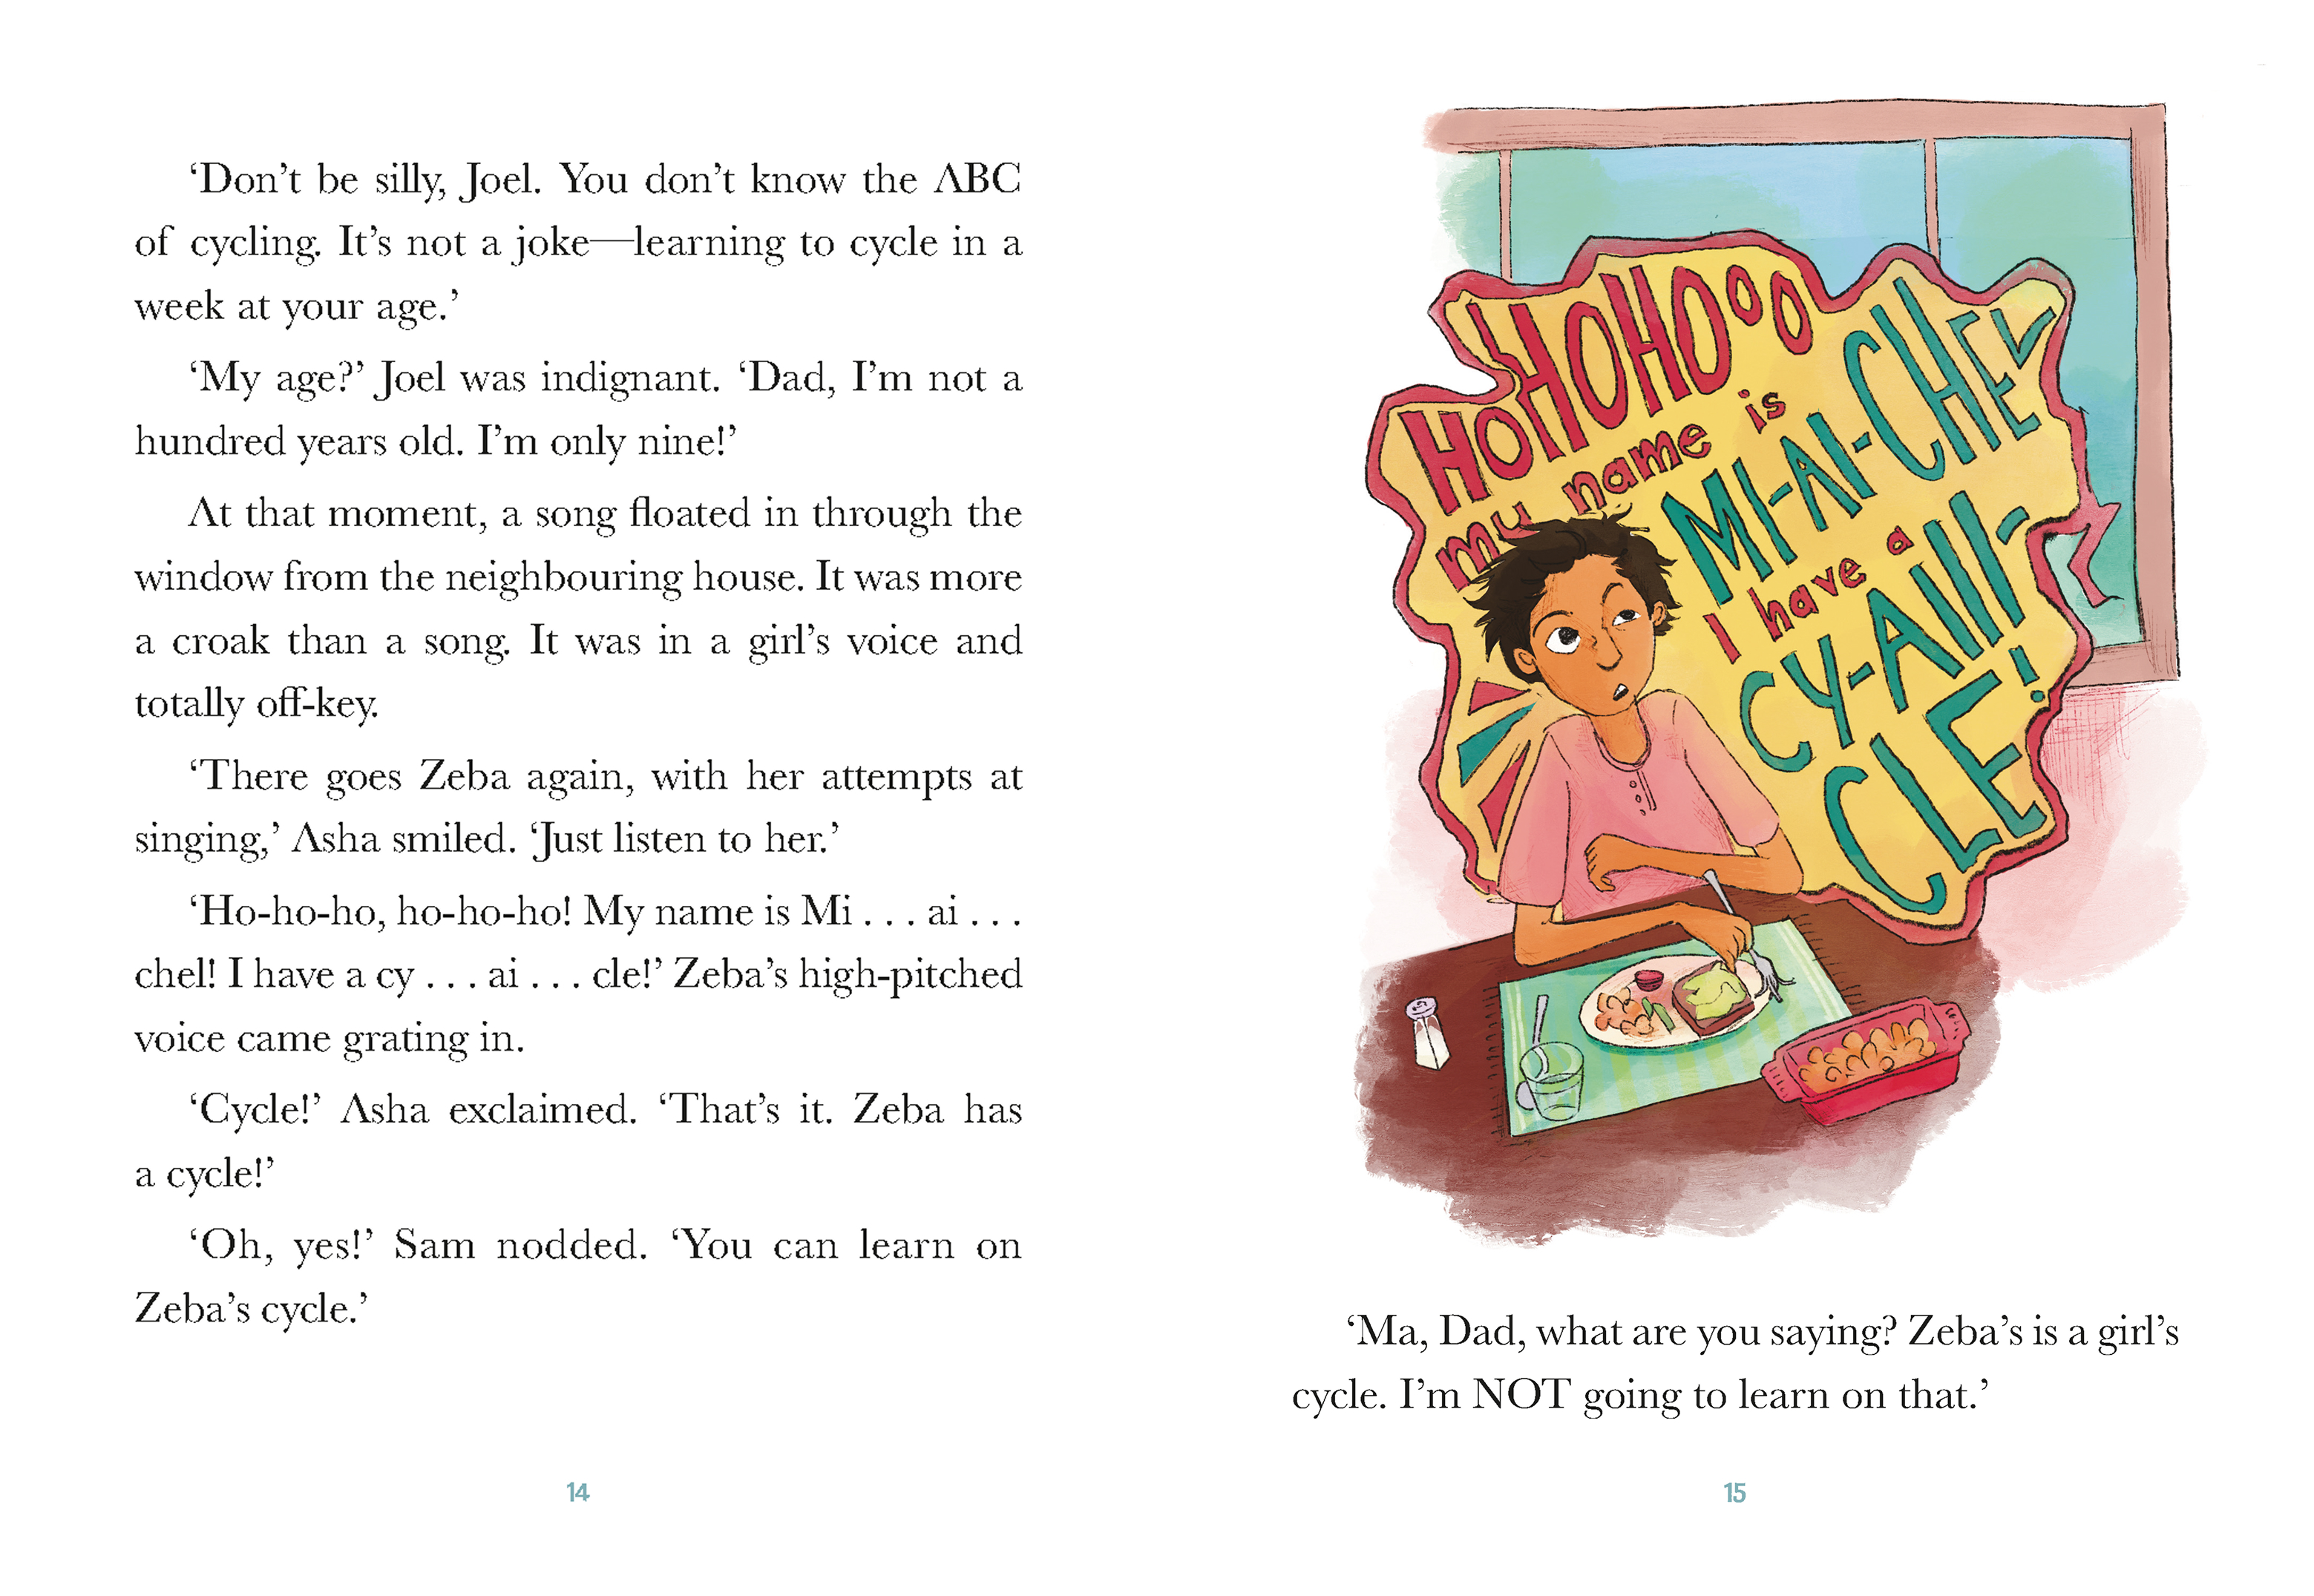 ‘Don’t be silly, Joel. You don’t know the ABC
of cycling. It’s not a joke—learning to cycle in a
week at your age.’
‘My age?’ Joel was indignant. ‘Dad, I’m not a
hundred years old. I’m only nine!’
At that moment, a song floated in through the
window from the neighbouring house. It was more
a croak than a song. It was in a girl’s voice and
totally off-key.
‘There goes Zeba again, with her attempts at
singing,’ Asha smiled. ‘Just listen to her.’
‘Ho-ho-ho, ho-ho-ho! My name is Mi . . . ai . . .
chel! I have a cy . . . ai . . . cle!’ Zeba’s high-pitched
voice came grating in.
‘Cycle!’ Asha exclaimed. ‘That’s it. Zeba has
a cycle!’
‘Oh, yes!’ Sam nodded. ‘You can learn on
Zeba’s cycle.’
14
HOHOHOHOooo
my name is
MI-AI-CHEL
I have a
CY-AIIII-
CLE!
‘Ma, Dad, what are you saying? Zeba’s is a girl’s
cycle. I’m NOT going to learn on that.’
15